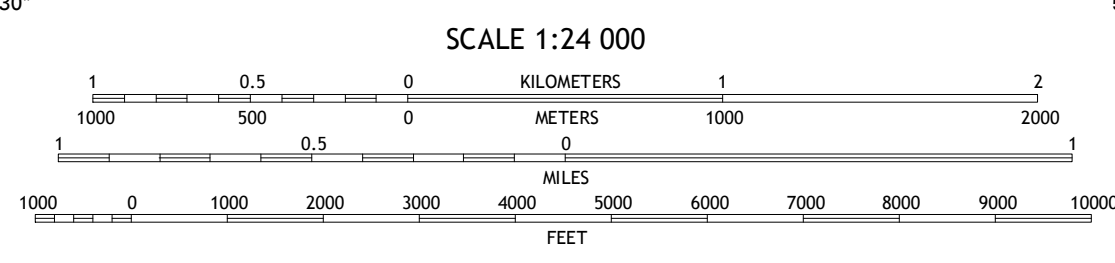 30"
SCALE 1:24 000
1 0.5 0 KILOMETERS 1 2
1000 500 0 METERS 1000 2000
1 0.5 0 1
MILES
1000 0 1000 2000 3000 4000 5000 6000 7000 8000 9000 10000
FEET